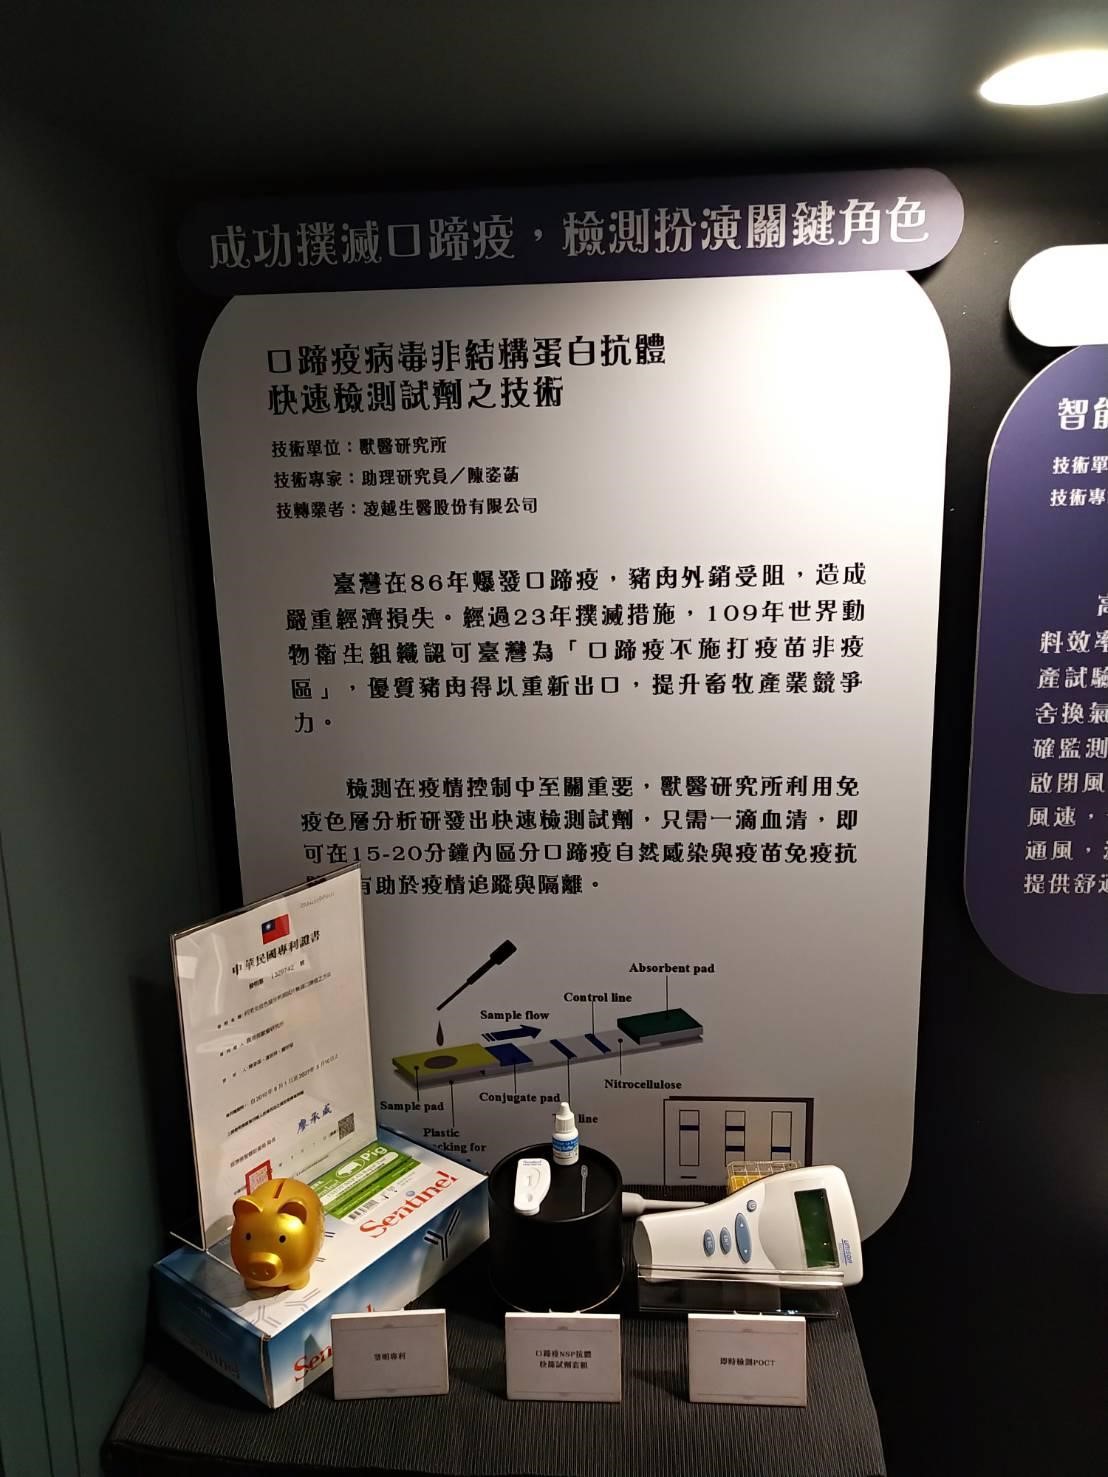 成功撲滅口蹄疫，檢測扮演關鍵角色
口蹄疫病毒非結構蛋白抗體
快速檢測試劑之技術
技術單位：獸醫研究所
技術專家：助理研究員／陳姿菡
技轉業者：凌越生醫股份有限公司
臺灣在86年爆發口蹄疫，豬肉外銷受阻，造成
嚴重經濟損失。經過23年撲滅措施，109年世界動
物衛生組織認可臺灣為「口蹄疫不施打疫苗非疫
區」，優質豬肉得以重新出口，提升畜牧產業競爭
力。
檢測在疫情控制中至關重要，獸醫研究所利用免
疫色層分析研發出快速檢測試劑，只需一滴血清，即
可在15-20分鐘內區分口蹄疫自然感染與疫苗免疫抗
有助於疫情追蹤與隔離。
Absorbent pad
Control line
Sample flow
Nitrocellulose
Conjugate pad
Sample pad
line
Plastic
cking for
中華民國專利證書
廖承威
Pig
Sentinel
Sentinel
Sen
發明專利
口蹄疫NSP抗體
快篩試劑套組
即時檢測POCT
智能
技術單
技術專
高
料效率
產試驗
舍換氣
確監測
啟閉風
風速，
通風，
提供舒適